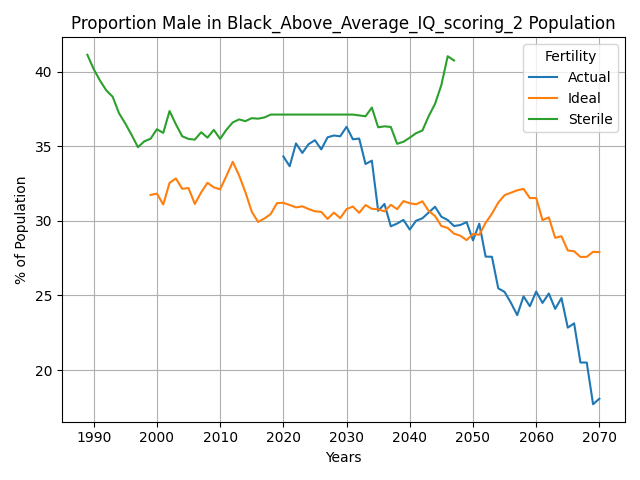 Proportion Male in Black_Above_Average_IQ_scoring_2 Population
Fertility
Actual
Ideal
Sterile
% of Population
40
35
30
25
20
1990 2000 2010 2020 2030 2040 2050 2060 2070
Years